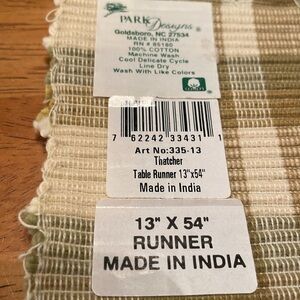 PARK Designs
Goldsboro, NC 27534
MADE IN INDIA
RN # 85180
100% COTTON
Machine Wash
Cool Delicate Cycle
Line Dry
Wash With Like Colors
7 62242 33431 1
Art No:335-13
Thatcher
Table Runner 13"x54"
Made in India
13" X 54"
RUNNER
MADE IN INDIA